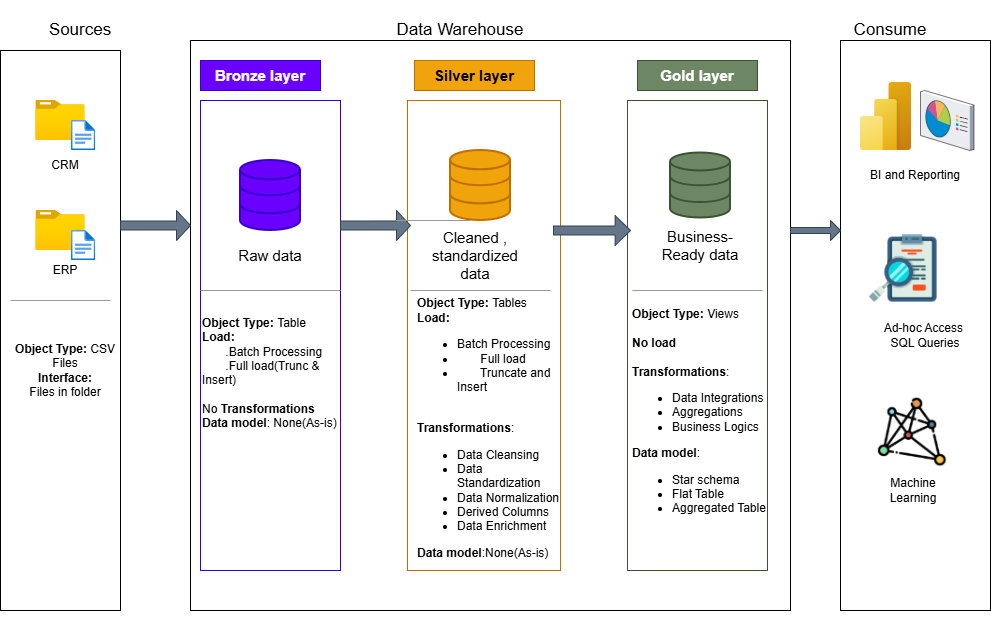 Sources
Data Warehouse
Consume
CRM
ERP
Object Type: CSV
Files
Interface:
Files in folder
Bronze layer
Raw data
Object Type: Table
Load:
.Batch Processing
.Full load(Trunc &
Insert)
No Transformations
Data model: None(As-is)
Silver layer
Cleaned ,
standardized
data
Object Type: Tables
Load:
• Batch Processing
• Full load
• Truncate and
Insert
Transformations:
• Data Cleansing
• Data
Standardization
• Data Normalization
• Derived Columns
• Data Enrichment
Data model:None(As-is)
Gold layer
Business-
Ready data
Object Type: Views
No load
Transformations:
• Data Integrations
• Aggregations
• Business Logics
Data model:
• Star schema
• Flat Table
• Aggregated Table
BI and Reporting
Ad-hoc Access
SQL Queries
Machine
Learning